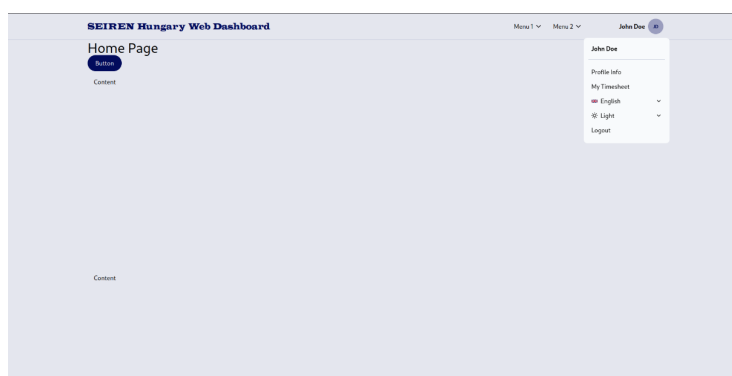 SEIREN Hungary Web Dashboard
Menu 1 Menu 2 John Doe
Home Page
Button
Content
John Doe
Profile Info
My Timesheet
English
Light
Logout
Content